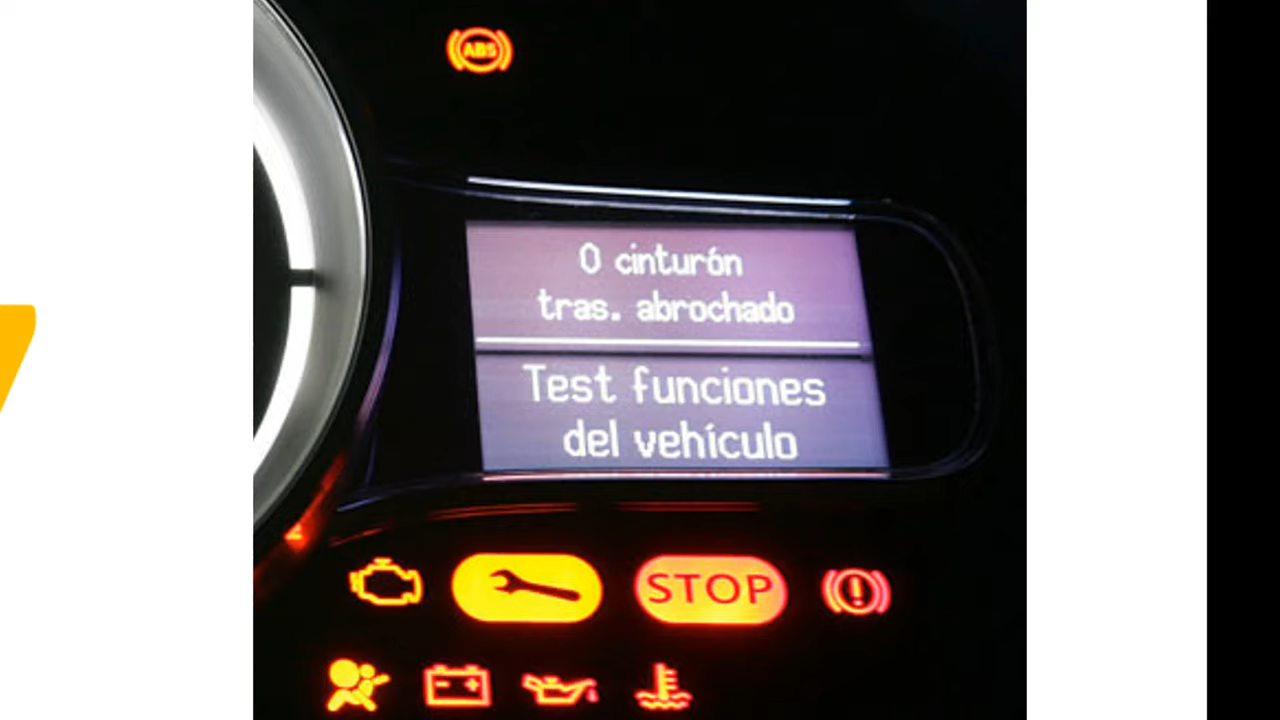 ABS
0 cinturón
tras. abrochado
Test funciones
del vehículo
STOP